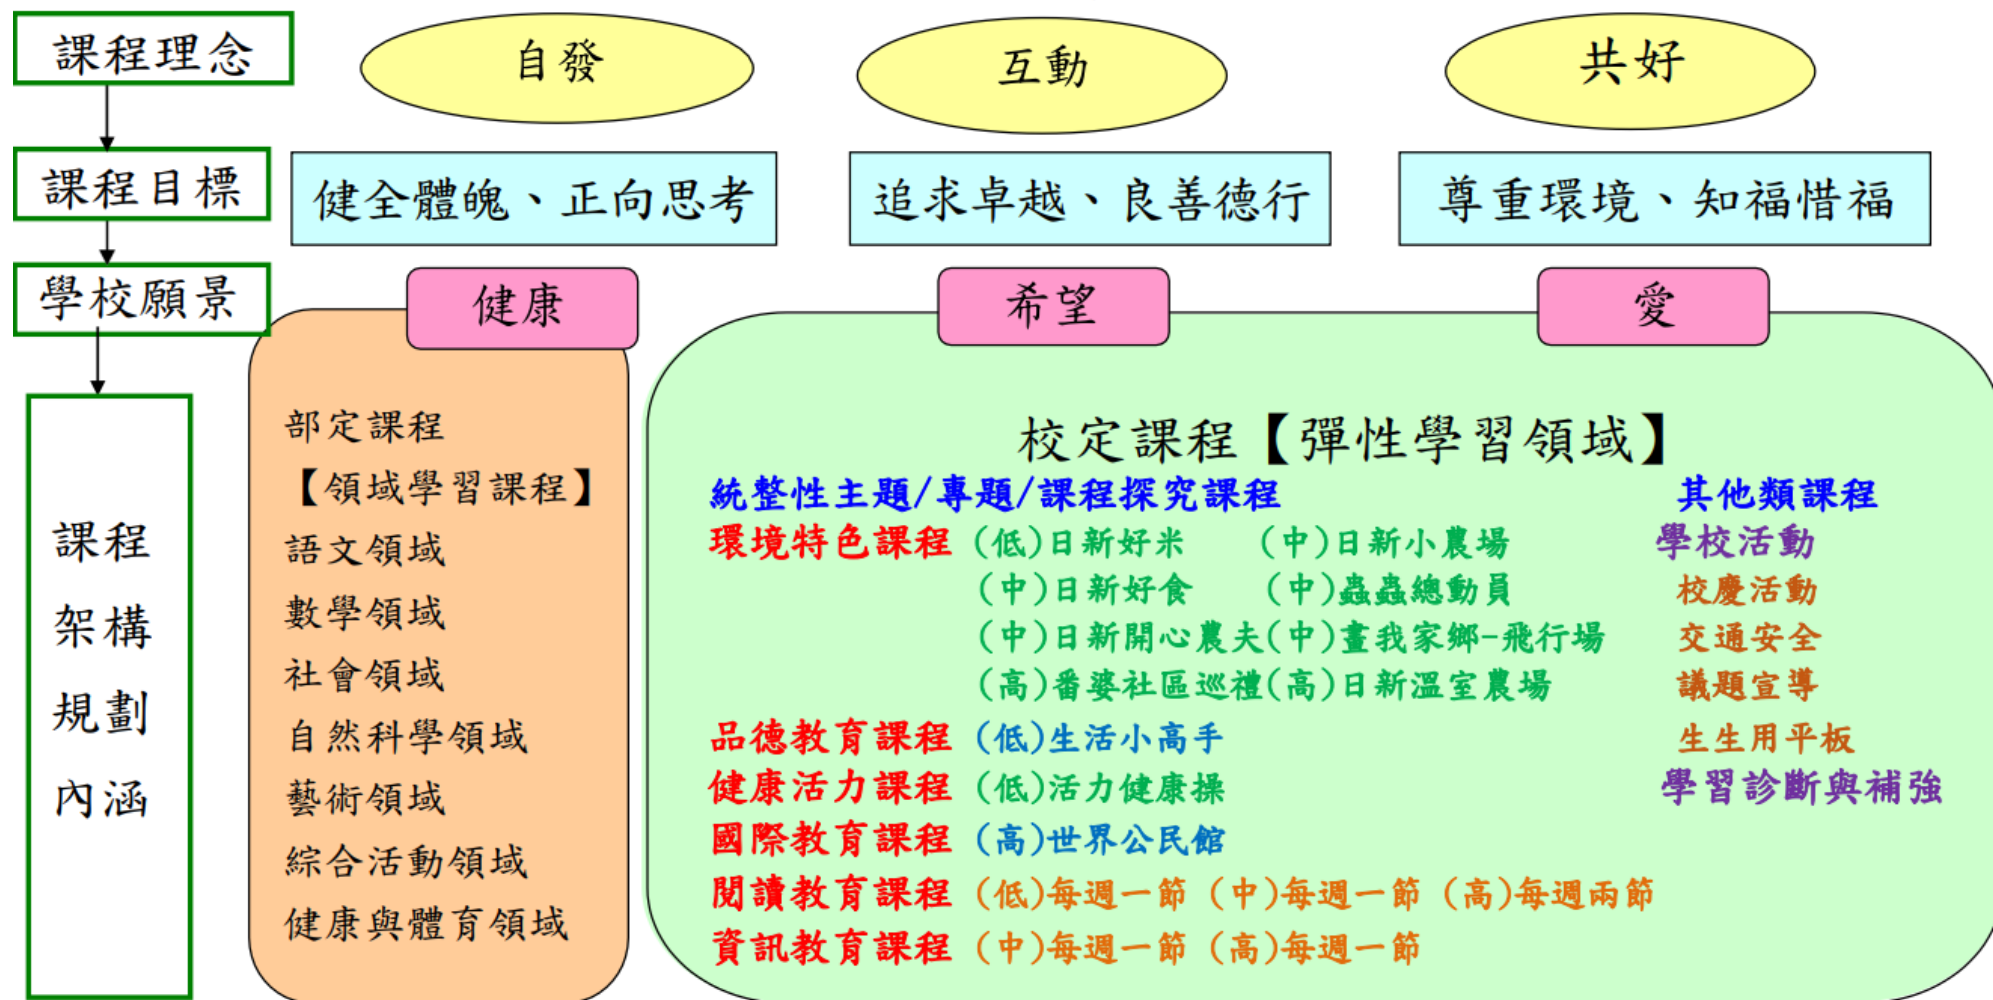 課程理念
自發
互動
共好
課程目標
健全體魄、正向思考
追求卓越、良善德行
尊重環境、知福惜福
學校願景
健康
希望
愛
課程
架構
規劃
內涵
部定課程
【領域學習課程】
語文領域
數學領域
社會領域
自然科學領域
藝術領域
綜合活動領域
健康與體育領域
校定課程【彈性學習領域】
統整性主題/專題/課程探究課程
環境特色課程 (低)日新好米 (中)日新小農場
(中)日新好食 (中)蟲蟲總動員
(中)日新開心農夫(中)畫我家鄉-飛行場
(高)番婆社區巡禮(高)日新溫室農場
品德教育課程 (低)生活小高手
健康活力課程 (低)活力健康操
國際教育課程 (高)世界公民館
閱讀教育課程 (低)每週一節 (中)每週一節 (高)每週兩節
資訊教育課程 (中)每週一節 (高)每週一節
其他類課程
學校活動
校慶活動
交通安全
議題宣導
生生用平板
學習診斷與補強